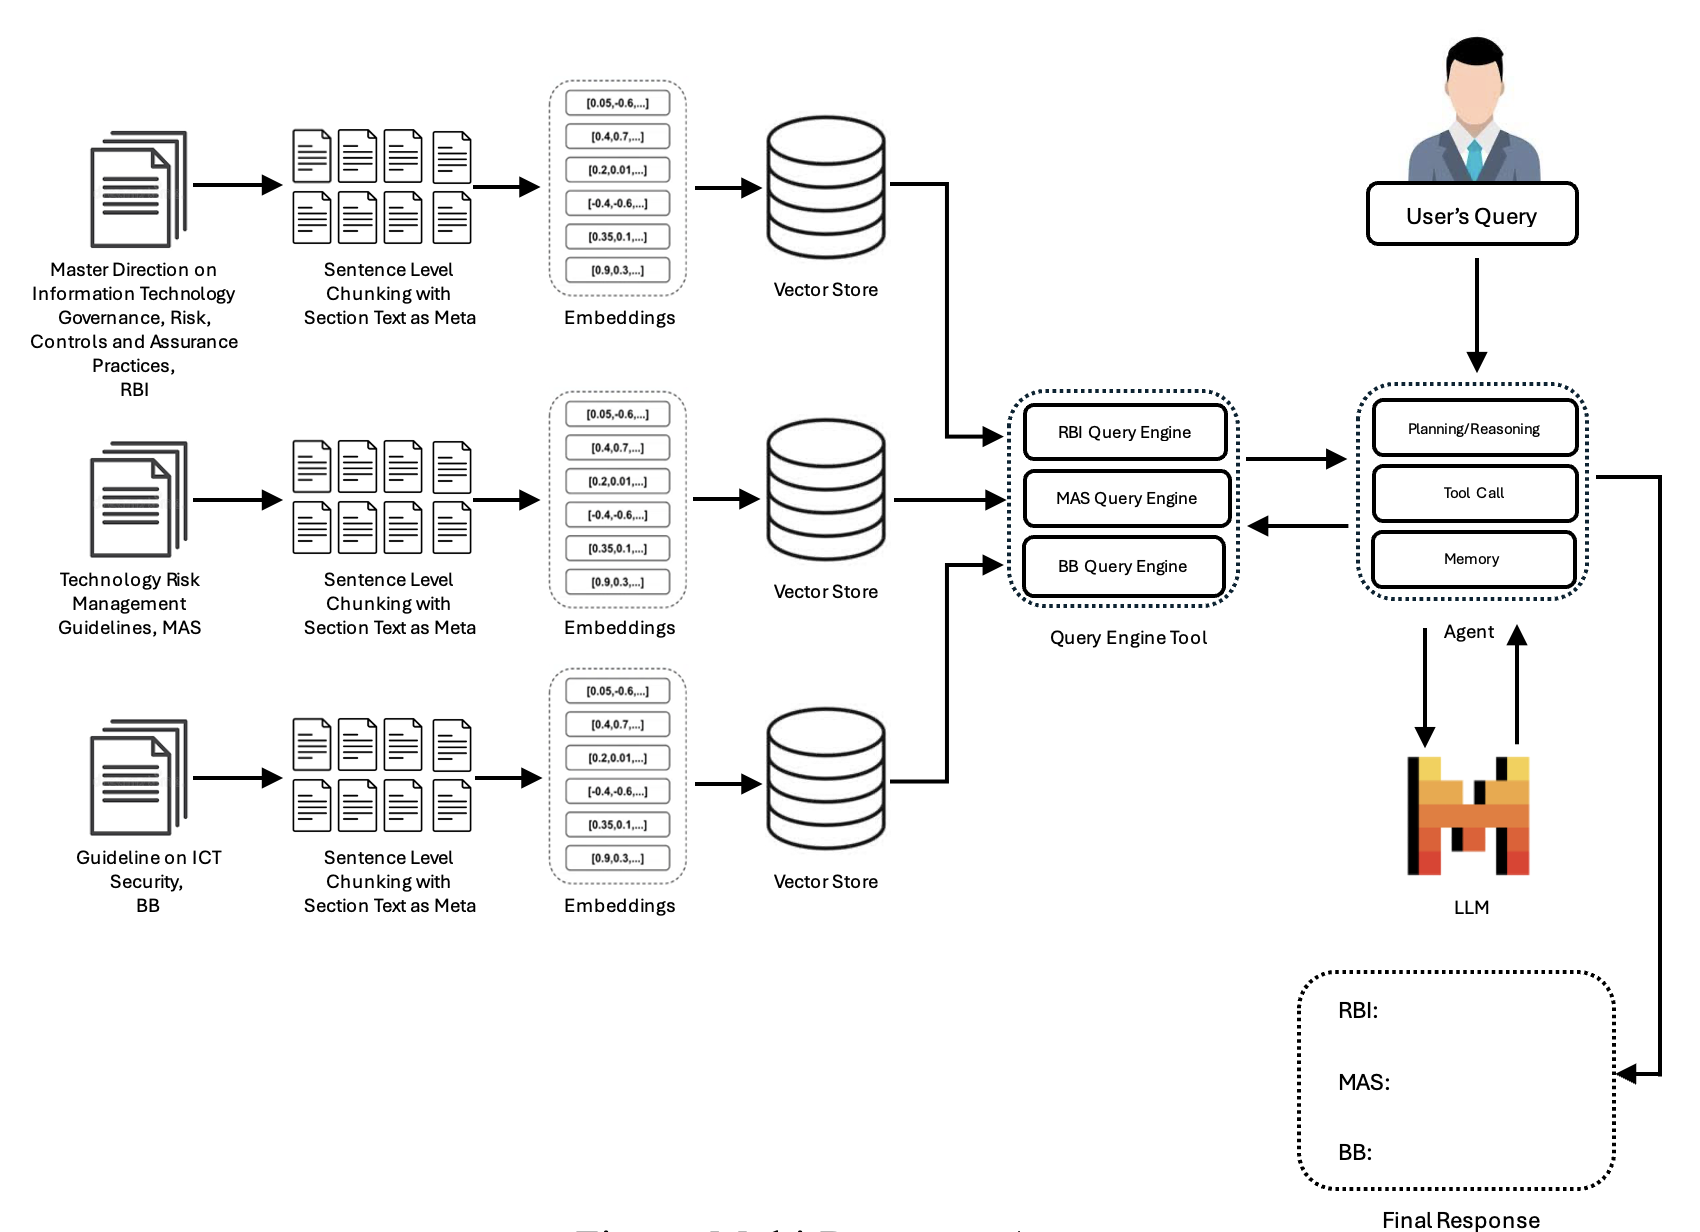 Master Direction on
Information Technology
Governance, Risk,
Controls and Assurance
Practices,
RBI
Sentence Level
Chunking with
Section Text as Meta
[0.05,-0.6,...]
[0.4,0.7,...]
[0.2,0.01,...]
[-0.4,-0.6,...]
[0.35,0.1,...]
[0.9,0.3,...]
Embeddings
Vector Store
Technology Risk
Management
Guidelines, MAS
Sentence Level
Chunking with
Section Text as Meta
[0.05,-0.6,...]
[0.4,0.7,...]
[0.2,0.01,...]
[-0.4,-0.6,...]
[0.35,0.1,...]
[0.9,0.3,...]
Embeddings
Vector Store
Guideline on ICT
Security,
BB
Sentence Level
Chunking with
Section Text as Meta
[0.05,-0.6,...]
[0.4,0.7,...]
[0.2,0.01,...]
[-0.4,-0.6,...]
[0.35,0.1,...]
[0.9,0.3,...]
Embeddings
Vector Store
RBI Query Engine
MAS Query Engine
BB Query Engine
Query Engine Tool
User's Query
Planning/Reasoning
Tool Call
Memory
Agent
LLM
RBI:
MAS:
BB:
Final Response